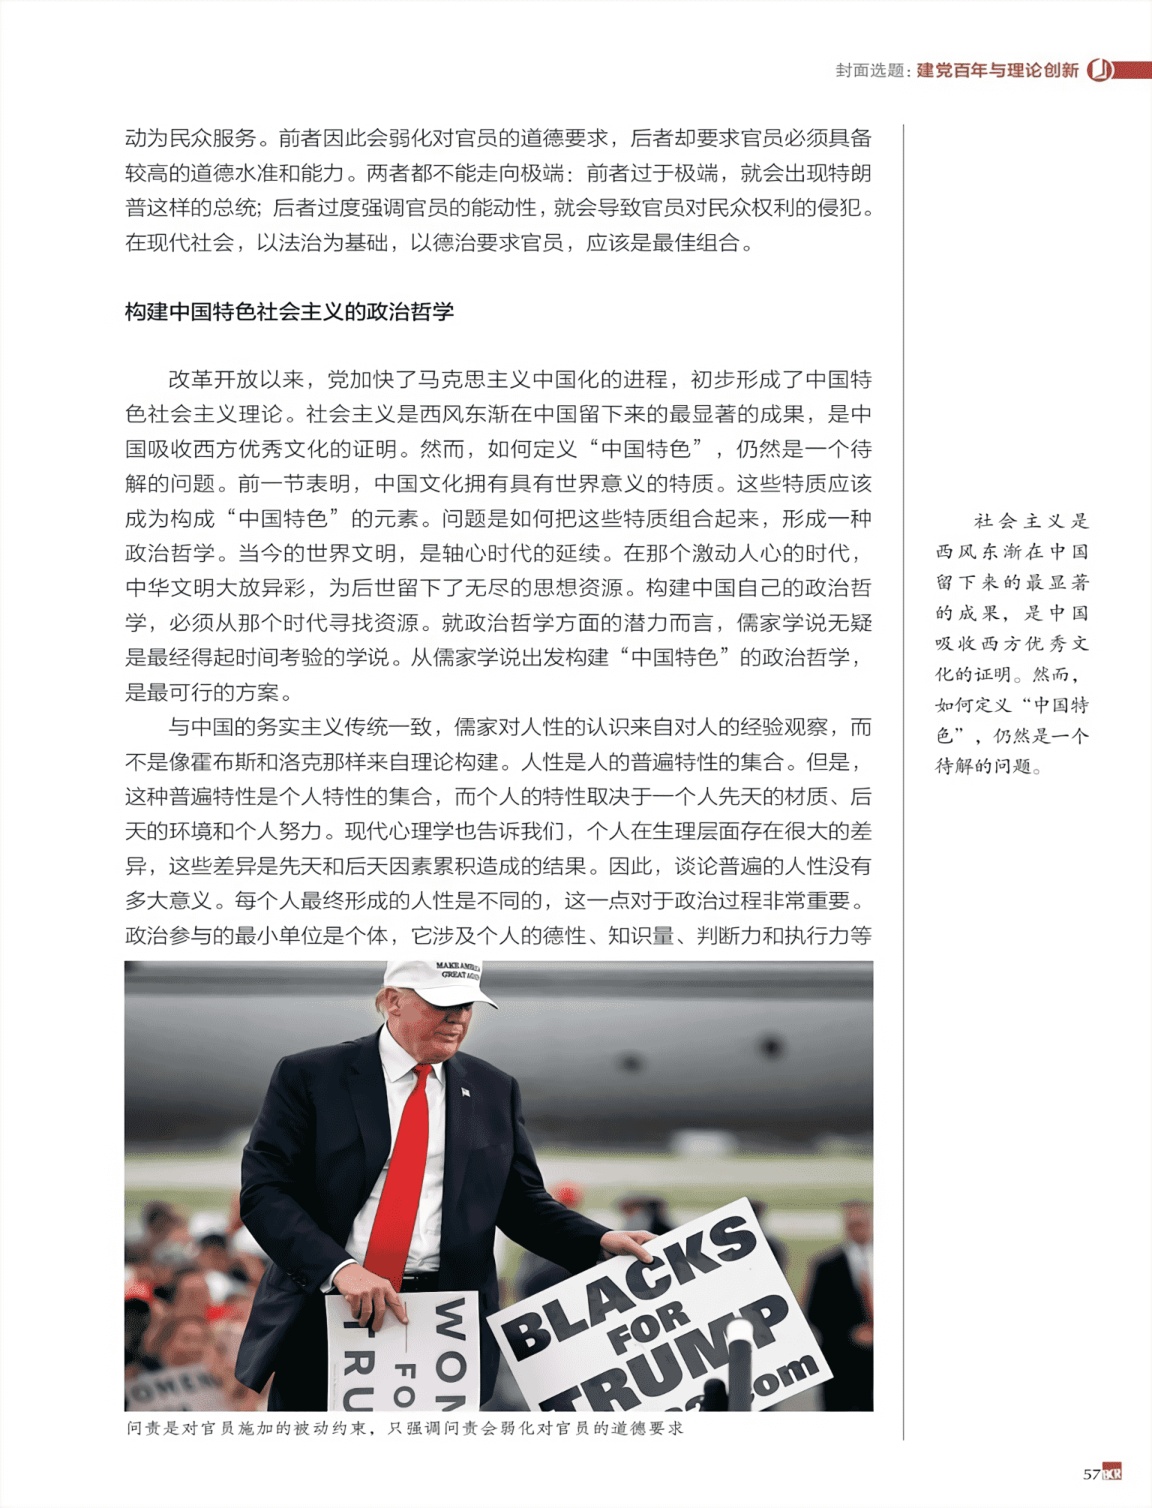 封面选题：建党百年与理论创新
动为民众服务。前者因此会弱化对官员的道德要求，后者却要求官员必须具备
较高的道德水准和能力。两者都不能走向极端：前者过于极端，就会出现特朗
普这样的总统；后者过度强调官员的能动性，就会导致官员对民众权利的侵犯。
在现代社会，以法治为基础，以德治要求官员，应该是最佳组合。
构建中国特色社会主义的政治哲学
改革开放以来，党加快了马克思主义中国化的进程，初步形成了中国特
色社会主义理论。社会主义是西风东渐在中国留下来的最显著的成果，是中
国吸收西方优秀文化的证明。然而，如何定义“中国特色”，仍然是一个待
解的问题。前一节表明，中国文化拥有具有世界意义的特质。这些特质应该
成为构成“中国特色”的元素。问题是如何把这些特质组合起来，形成一种
政治哲学。当今的世界文明，是轴心时代的延续。在那个激动人心的时代，
中华文明大放异彩，为后世留下了无尽的思想资源。构建中国自己的政治哲
学，必须从那个时代寻找资源。就政治哲学方面的潜力而言，儒家学说无疑
是最经得起时间考验的学说。从儒家学说出发构建“中国特色”的政治哲学，
是最可行的方案。
与中国的务实主义传统一致，儒家对人性的认识来自对人的经验观察，而
不是像霍布斯和洛克那样来自理论构建。人性是人的普遍特性的集合。但是，
这种普遍特性是个人特性的集合，而个人的特性取决于一个人先天的材质、后
天的环境和个人努力。现代心理学也告诉我们，个人在生理层面存在很大的差
异，这些差异是先天和后天因素累积造成的结果。因此，谈论普遍的人性没有
多大意义。每个人最终形成的人性是不同的，这一点对于政治过程非常重要。
政治参与的最小单位是个体，它涉及个人的德性、知识量、判断力和执行力等
社会主义是
西风东渐在中国
留下来的最显著
的成果，是中国
吸收西方优秀文
化的证明。然而，
如何定义“中国特
色”，仍然是一个
待解的问题。
MAKE AMERICA
GREAT AGAIN
WON
FO
TRU
BLACKS
FOR
TRUMP
.com
OMEN
问责是对官员施加的被动约束，只强调问责会弱化对官员的道德要求
57 BCR